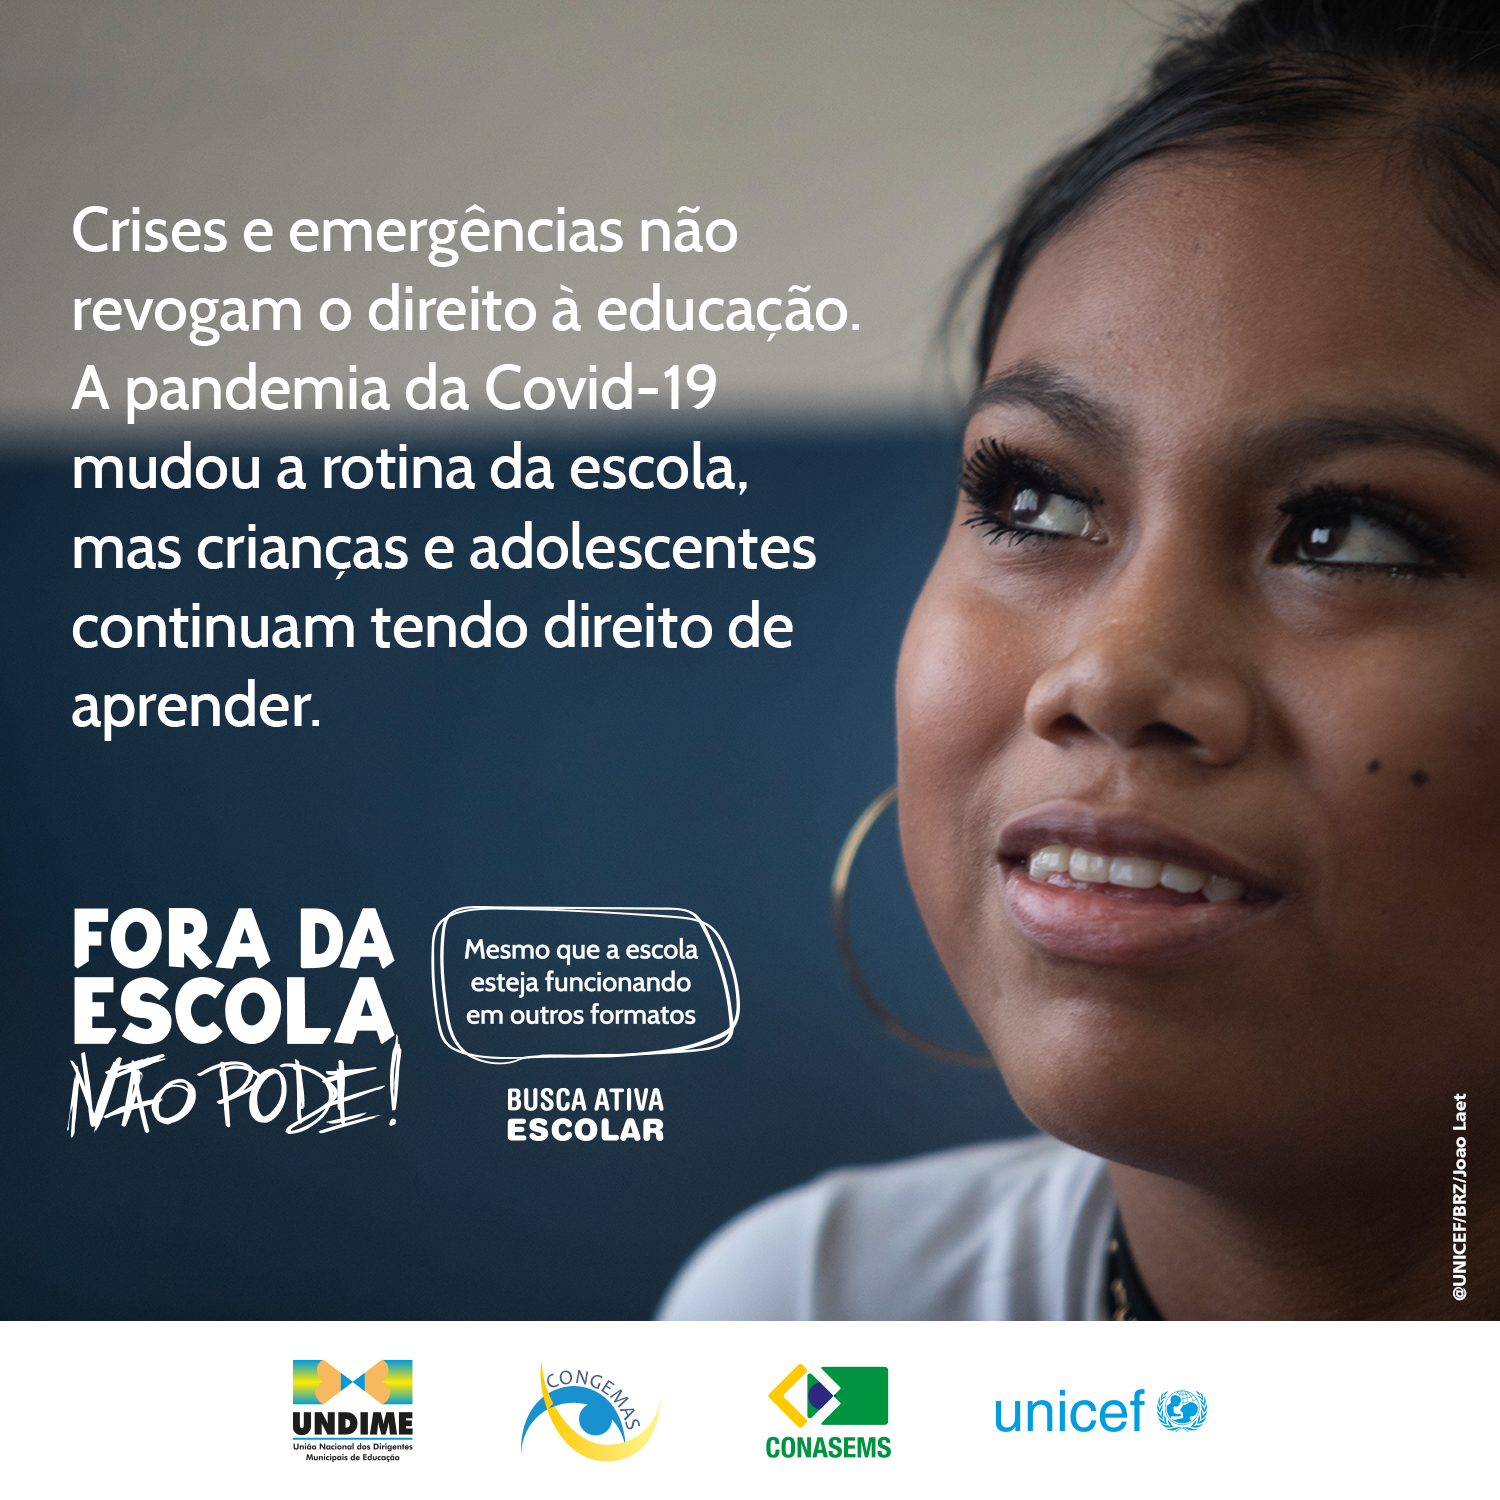 Crises e emergências não
revogam o direito à educação.
A pandemia da Covid-19
mudou a rotina da escola,
mas crianças e adolescentes
continuam tendo direito de
aprender.
FORA DA
ESCOLA
NÃO PODE!
Mesmo que a escola
esteja funcionando
em outros formatos
BUSCA ATIVA
ESCOLAR
@UNICEF/BRZ/Joao Laet
UNDIME
União Nacional dos Dirigentes
Municipais de Educação
CONGEMAS
CONASEMS
unicef